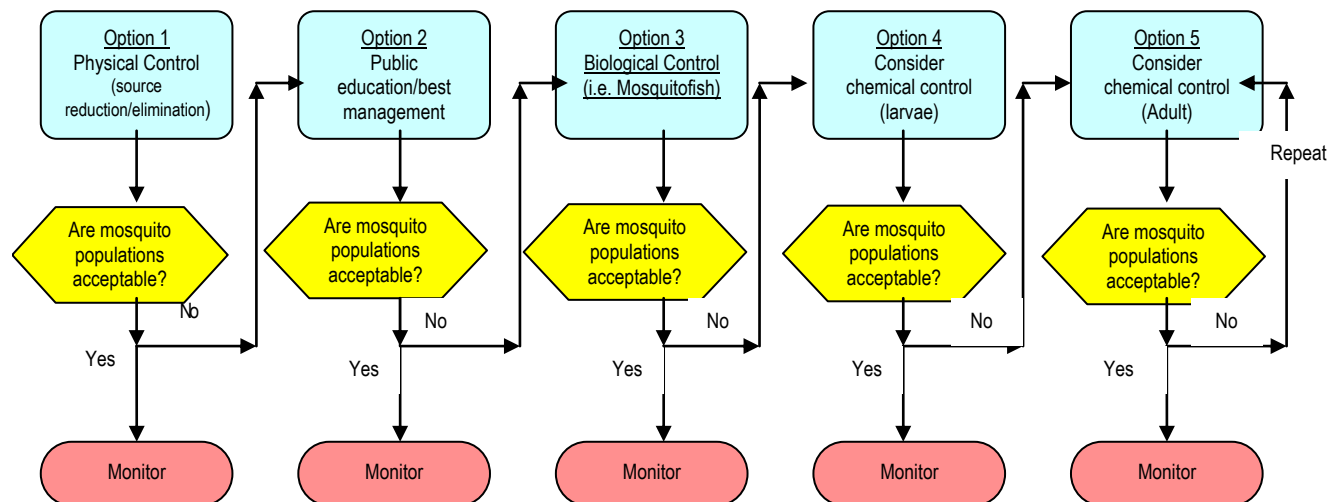 Option 1
Physical Control
(source
reduction/elimination)
Option 2
Public
education/best
management
Option 3
Biological Control
(i.e. Mosquitofish)
Option 4
Consider
chemical control
(larvae)
Option 5
Consider
chemical control
(Adult)
Repeat
Are mosquito
populations
acceptable?
Are mosquito
populations
acceptable?
Are mosquito
populations
acceptable?
Are mosquito
populations
acceptable?
Are mosquito
populations
acceptable?
No
No
No
No
No
Yes
Yes
Yes
Yes
Yes
Monitor
Monitor
Monitor
Monitor
Monitor